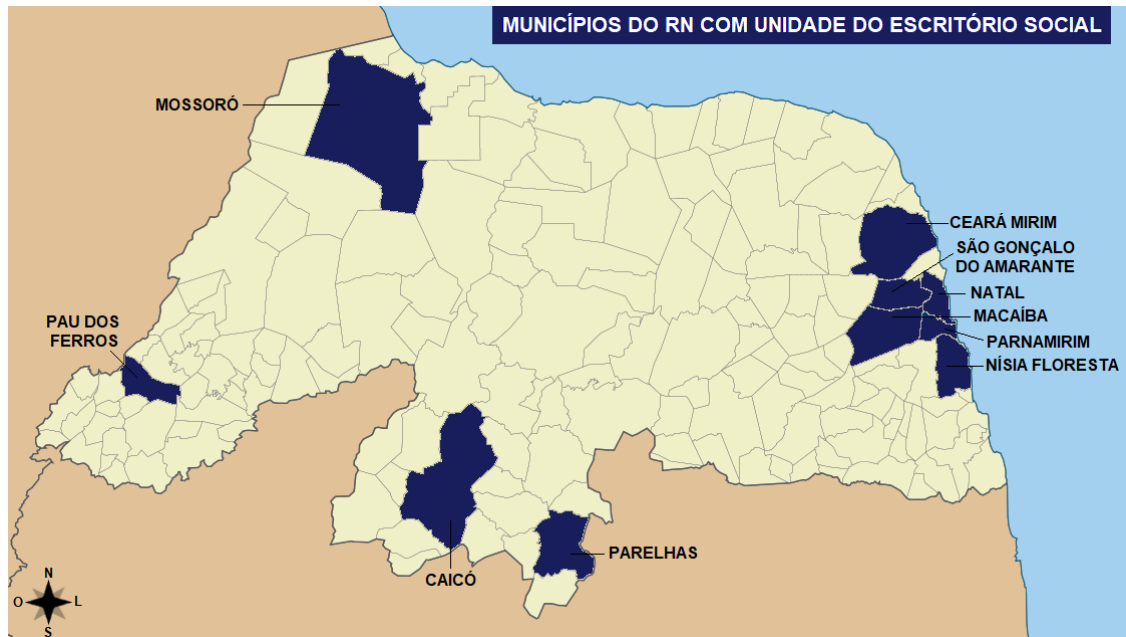 MUNICÍPIOS DO RN COM UNIDADE DO ESCRITÓRIO SOCIAL
MOSSORÓ
CEARÁ MIRIM
SÃO GONÇALO
DO AMARANTE
NATAL
MACAÍBA
PARNAMIRIM
NÍSIA FLORESTA
PAU DOS
FERROS
PARELHAS
CAICÓ
N
O
L
S